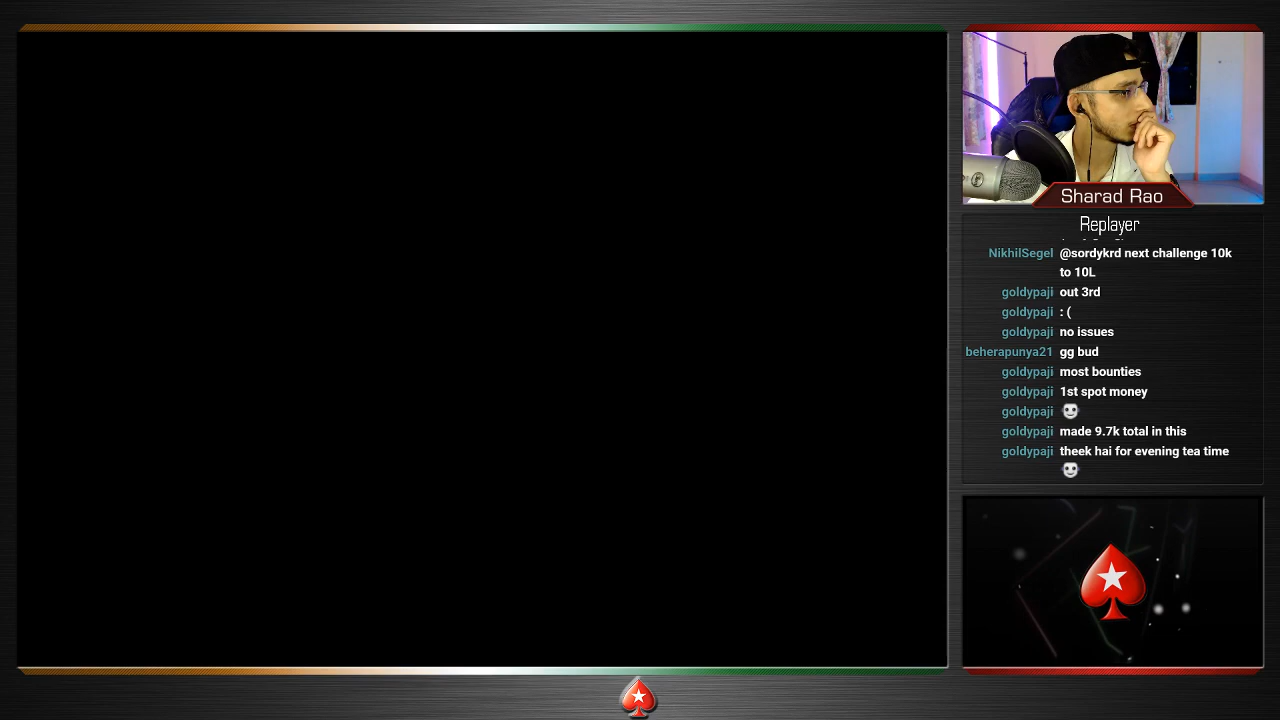 Sharad Rao
Replayer
NikhilSegel @sordykrd next challenge 10k
to 10L
goldypaji out 3rd
goldypaji : (
goldypaji no issues
beherapunya21 gg bud
goldypaji most bounties
goldypaji 1st spot money
goldypaji
goldypaji made 9.7k total in this
goldypaji theek hai for evening tea time